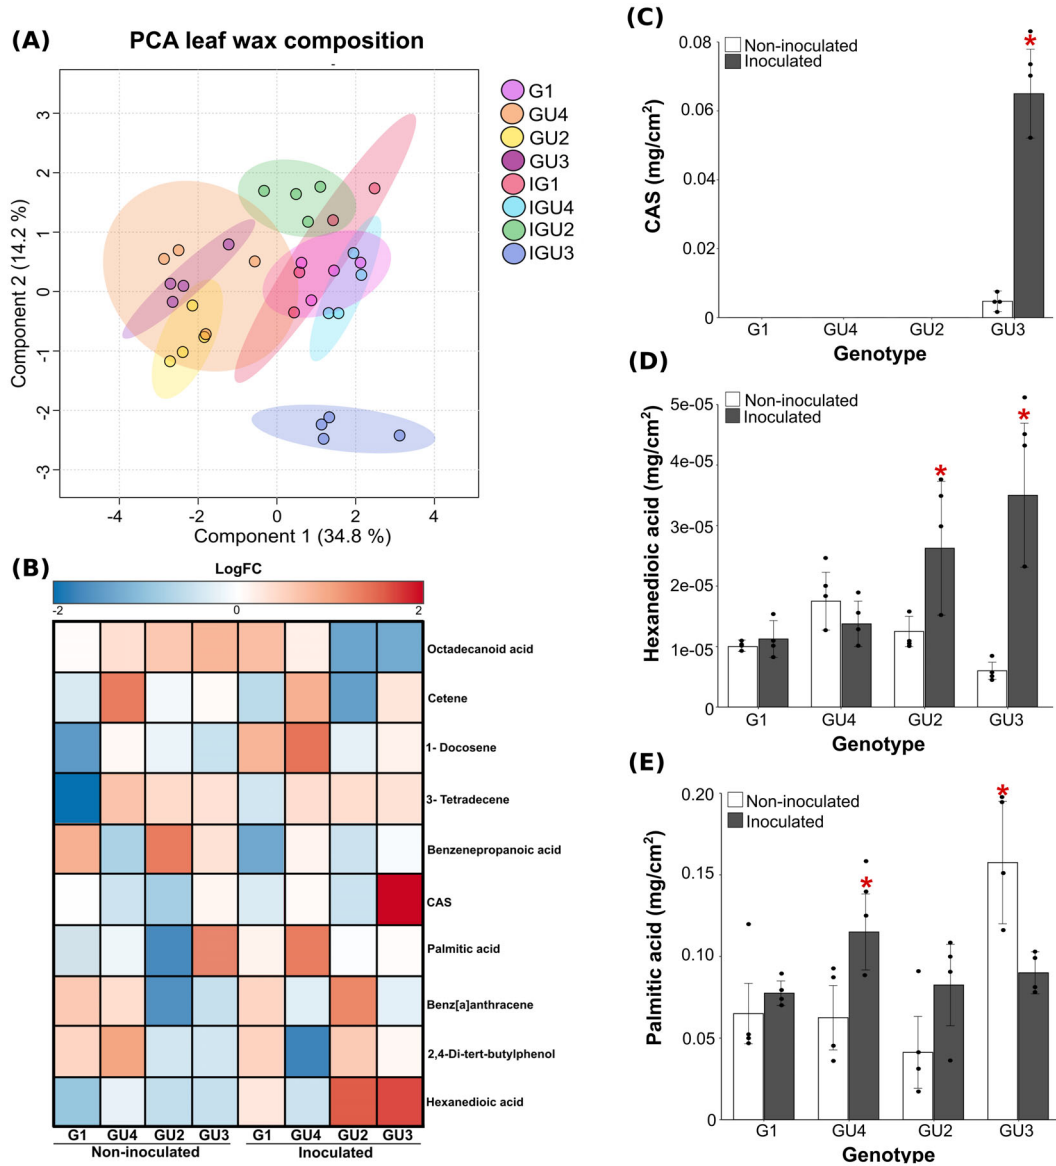 (A)
PCA leaf wax composition
Component 2 (14.2 %)
3
2
1
0
-1
-2
-3
-4
-2
0
2
4
Component 1 (34.8 %)
G1
GU4
GU2
GU3
IG1
IGU4
IGU2
IGU3
(B)
LogFC
-2
0
2
Octadecanoid acid
Cetene
1- Docosene
3- Tetradecene
Benzenepropanoic acid
CAS
Palmitic acid
Benz[a]anthracene
2,4-Di-tert-butylphenol
Hexanedioic acid
G1 GU4 GU2 GU3 G1 GU4 GU2 GU3
Non-inoculated Inoculated
(C)
Non-inoculated
Inoculated
*
CAS (mg/cm²)
0.08
0.06
0.04
0.02
0
G1 GU4 GU2 GU3
Genotype
(D)
Non-inoculated
Inoculated
*
*
Hexanedioic acid (mg/cm²)
5e-05
4e-05
3e-05
2e-05
1e-05
0
G1 GU4 GU2 GU3
Genotype
(E)
Non-inoculated
Inoculated
*
*
Palmitic acid (mg/cm²)
0.20
0.15
0.10
0.05
0
G1 GU4 GU2 GU3
Genotype